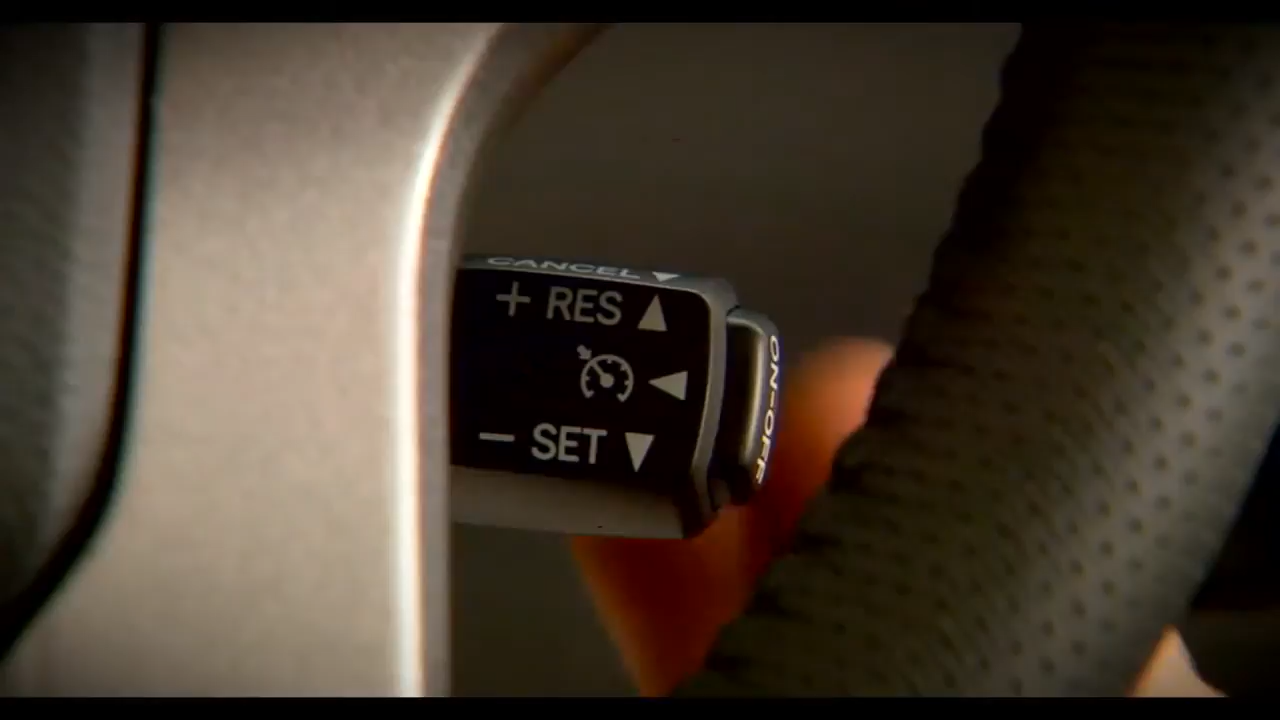 CANCEL ▼
+ RES ▲
◀
− SET ▼
ON-OFF